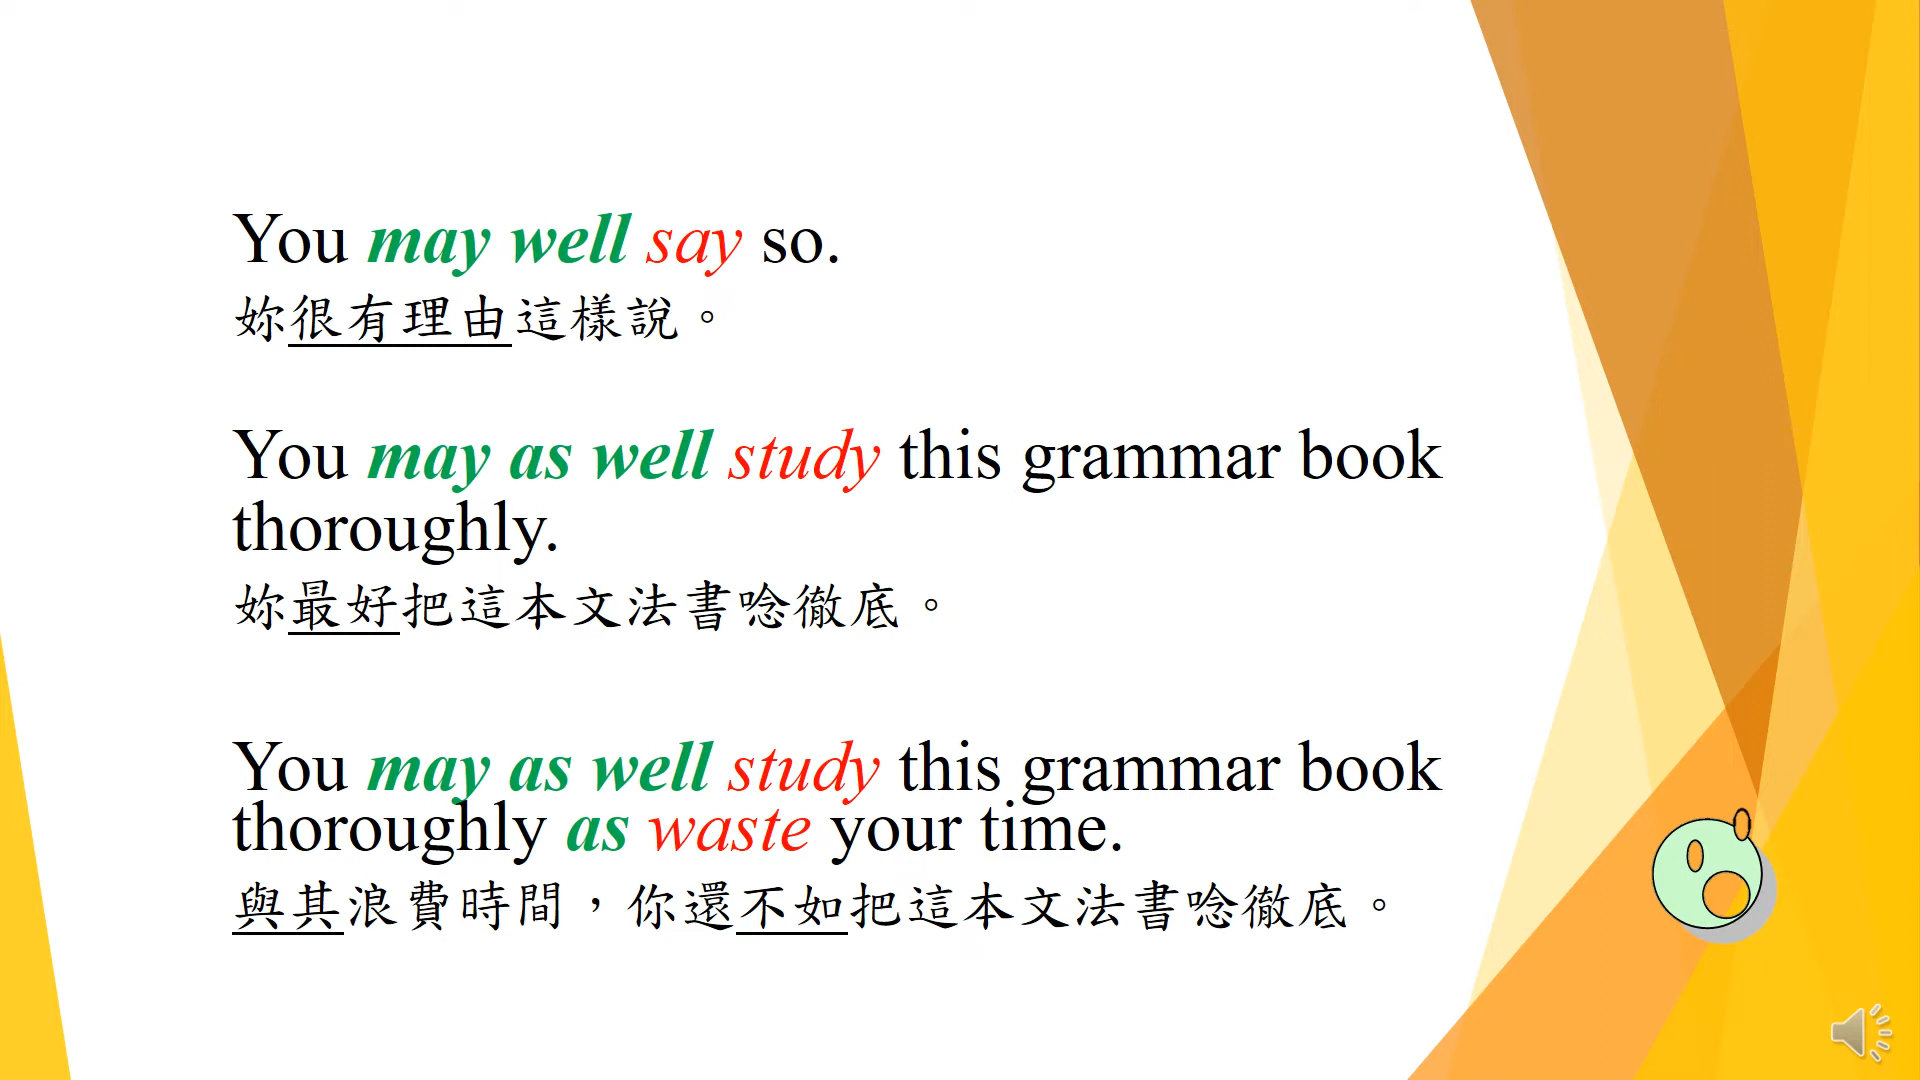 You may well say so.
妳很有理由這樣說。
You may as well study this grammar book
thoroughly.
妳最好把這本文法書唸徹底。
You may as well study this grammar book
thoroughly as waste your time.
與其浪費時間，你還不如把這本文法書唸徹底。